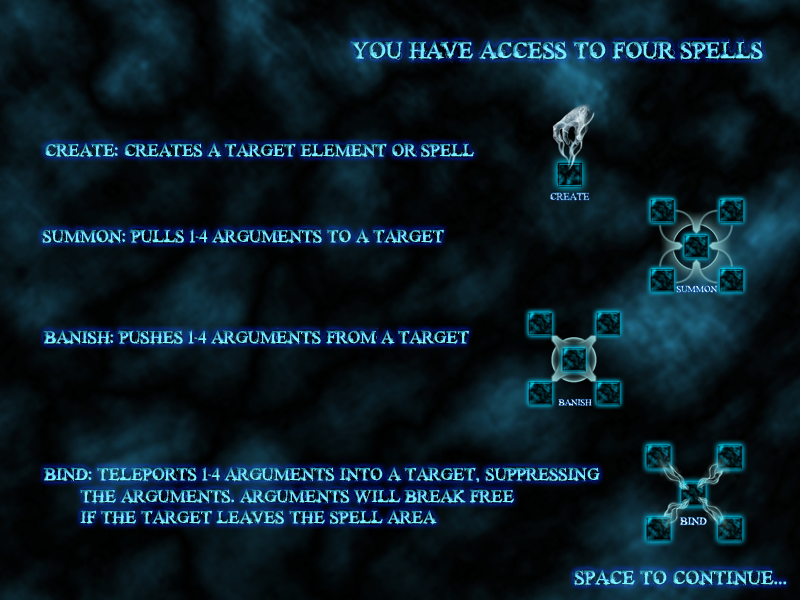 YOU HAVE ACCESS TO FOUR SPELLS
CREATE: CREATES A TARGET ELEMENT OR SPELL
CREATE
SUMMON: PULLS 1-4 ARGUMENTS TO A TARGET
SUMMON
BANISH: PUSHES 1-4 ARGUMENTS FROM A TARGET
BANISH
BIND: TELEPORTS 1-4 ARGUMENTS INTO A TARGET, SUPPRESSING
THE ARGUMENTS. ARGUMENTS WILL BREAK FREE
IF THE TARGET LEAVES THE SPELL AREA
BIND
SPACE TO CONTINUE...